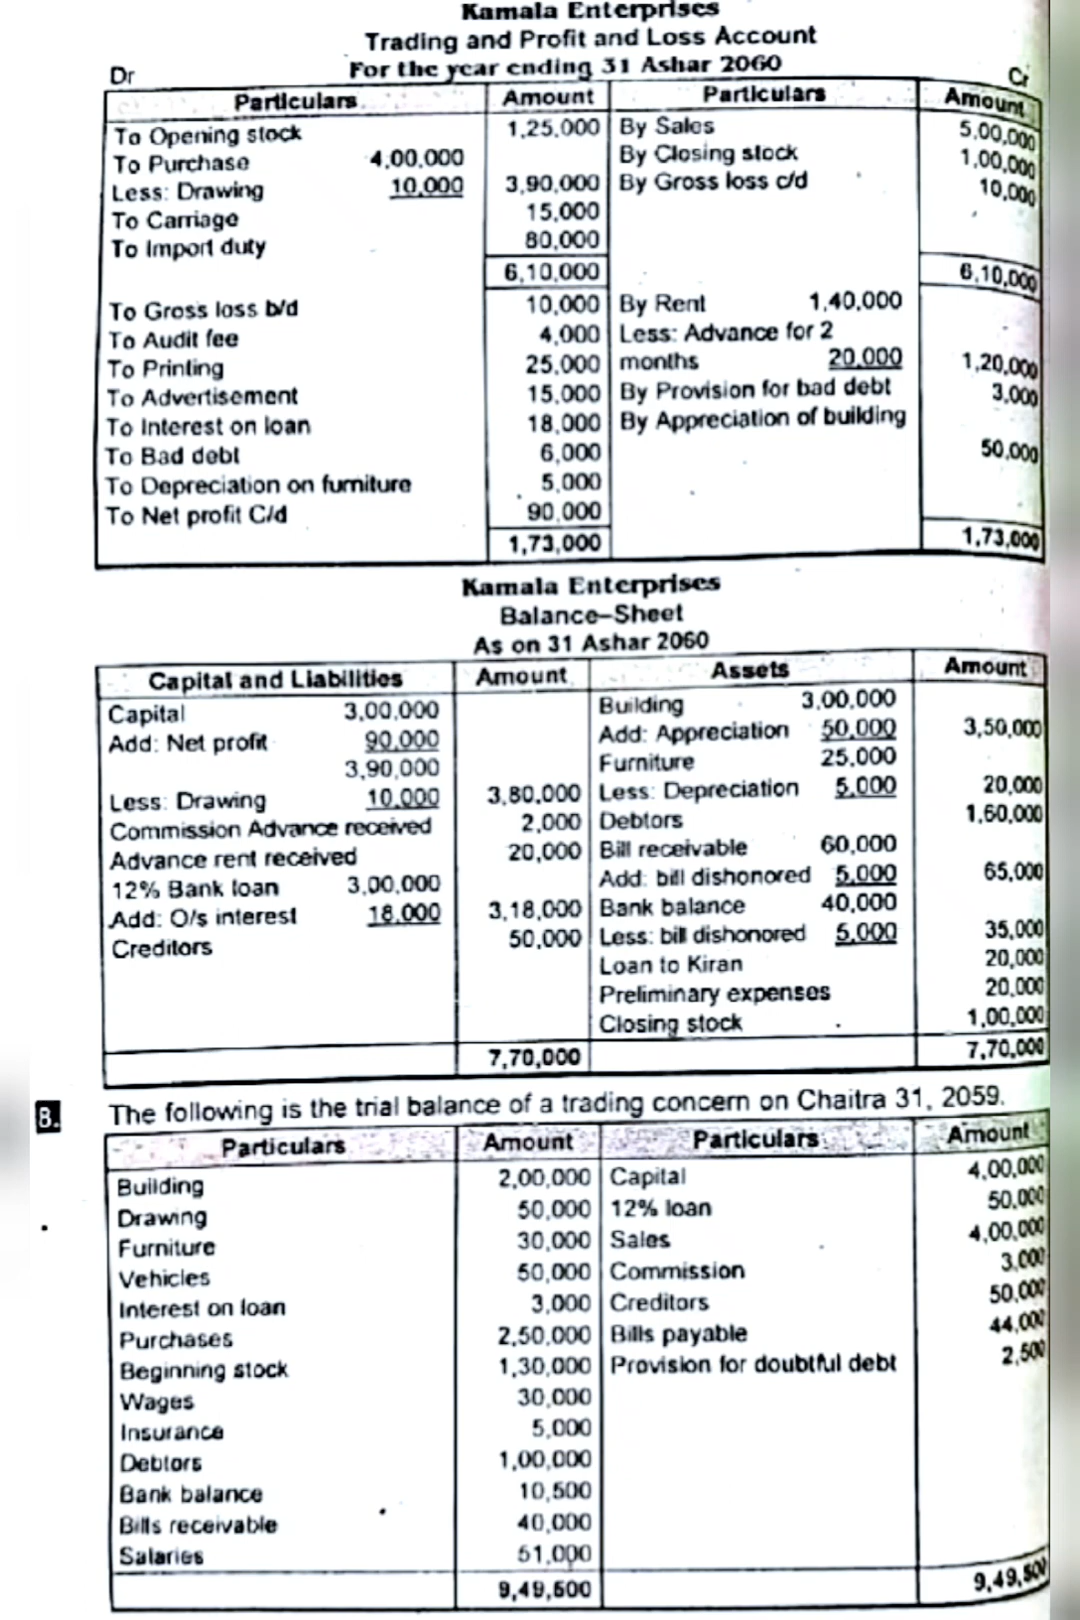 Kamala Enterprises
Trading and Profit and Loss Account
For the year ending 31 Ashar 2060
Dr Cr
Particulars Amount Particulars Amount
To Opening stock 1,25,000 By Sales 5,00,000
To Purchase 4,00,000 By Closing stock 1,00,000
Less: Drawing 10,000 3,90,000 By Gross loss c/d 10,000
To Carriage 15,000
To Import duty 80,000
6,10,000 6,10,000
To Gross loss b/d 10,000 By Rent 1,40,000
To Audit fee 4,000 Less: Advance for 2
To Printing 25,000 months 20,000 1,20,000
To Advertisement 15,000 By Provision for bad debt 3,000
To Interest on loan 18,000 By Appreciation of building
To Bad debt 6,000 50,000
To Depreciation on furniture 5,000
To Net profit C/d 90,000
1,73,000 1,73,000
Kamala Enterprises
Balance-Sheet
As on 31 Ashar 2060
Capital and Liabilities Amount Assets Amount
Capital 3,00,000 Building 3,00,000
Add: Net profit 90,000 Add: Appreciation 50,000 3,50,000
3,90,000 Furniture 25,000
Less: Drawing 10,000 3,80,000 Less: Depreciation 5,000 20,000
Commission Advance received 2,000 Debtors 1,60,000
Advance rent received 20,000 Bill receivable 60,000
12% Bank loan 3,00,000 Add: bill dishonored 5,000 65,000
Add: O/s interest 18,000 3,18,000 Bank balance 40,000
Creditors 50,000 Less: bill dishonored 5,000 35,000
Loan to Kiran 20,000
Preliminary expenses 20,000
Closing stock 1,00,000
7,70,000 7,70,000
8. The following is the trial balance of a trading concern on Chaitra 31, 2059.
Particulars Amount Particulars Amount
Building 2,00,000 Capital 4,00,000
Drawing 50,000 12% loan 50,000
Furniture 30,000 Sales 4,00,000
Vehicles 50,000 Commission 3,000
Interest on loan 3,000 Creditors 50,000
Purchases 2,50,000 Bills payable 44,000
Beginning stock 1,30,000 Provision for doubtful debt 2,500
Wages 30,000
Insurance 5,000
Debtors 1,00,000
Bank balance 10,500
Bills receivable 40,000
Salaries 51,000
9,49,500 9,49,500